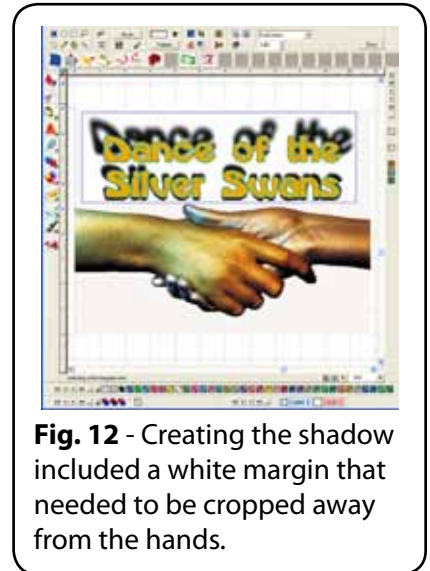 Dance of the
Silver Swans
Fig. 12 - Creating the shadow
included a white margin that
needed to be cropped away
from the hands.